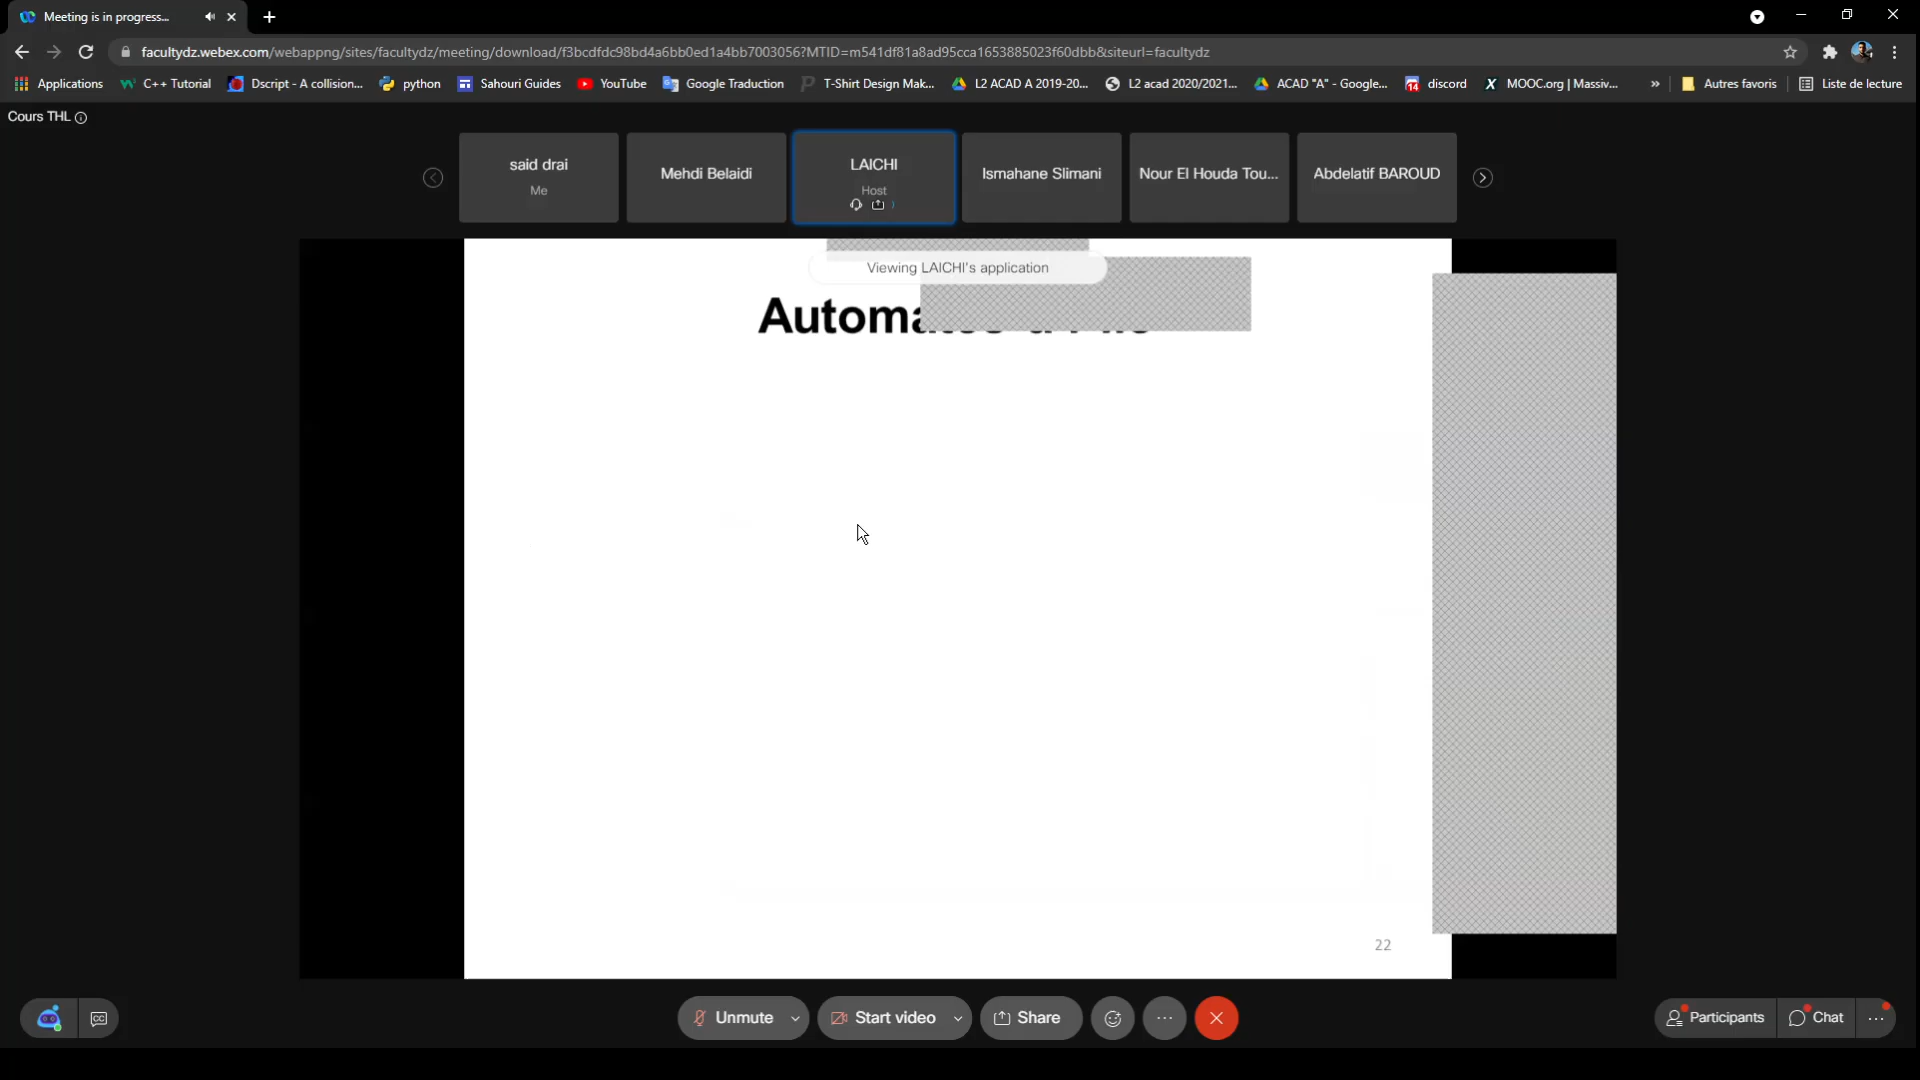 Meeting is in progress...
facultydz.webex.com/webappng/sites/facultydz/meeting/download/f3bcdfdc98bd4a6bb0ed1a4bb7003056?MTID=m541df81a8ad95cca1653885023f60dbb&siteurl=facultydz
Applications C++ Tutorial Dscript - A collision... python Sahouri Guides YouTube Google Traduction T-Shirt Design Mak... L2 ACAD A 2019-20... L2 acad 2020/2021... ACAD "A" - Google... 14 discord MOOC.org | Massiv... » Autres favoris Liste de lecture
Cours THL
said drai
Me
Mehdi Belaidi
LAICHI
Host
Ismahane Slimani
Nour El Houda Tou...
Abdelatif BAROUD
Viewing LAICHI's application
22
CC
Unmute Start video Share Participants Chat